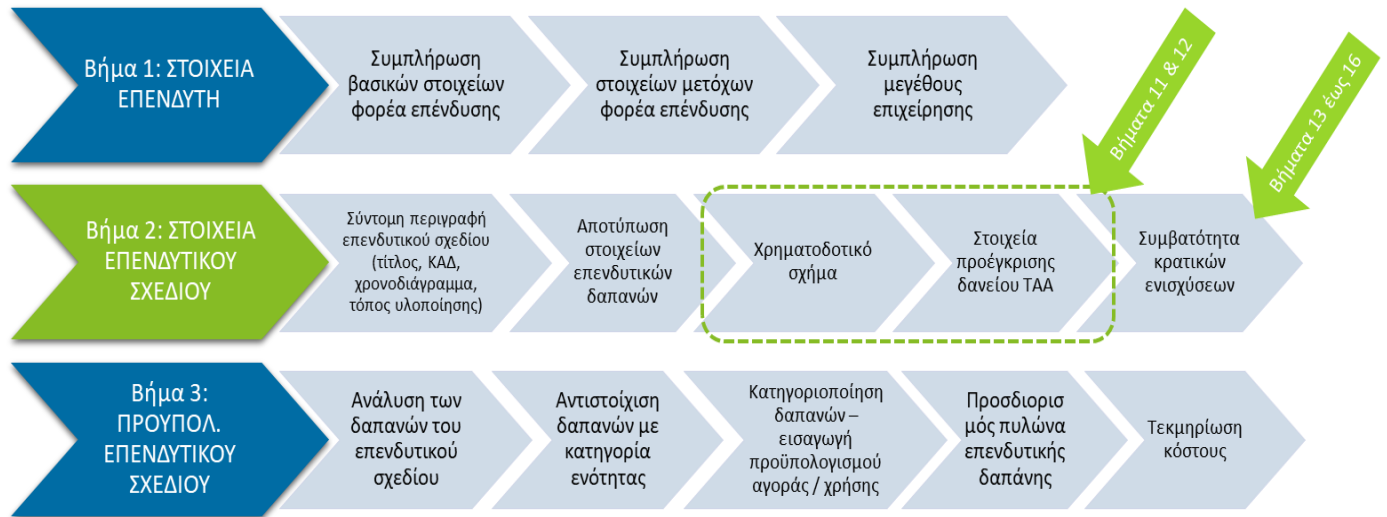 Βήμα 1: ΣΤΟΙΧΕΙΑ
ΕΠΕΝΔΥΤΗ
Συμπλήρωση
βασικών στοιχείων
φορέα επένδυσης
Συμπλήρωση
στοιχείων μετόχων
φορέα επένδυσης
Συμπλήρωση
μεγέθους
επιχείρησης
Βήματα 11 & 12
Βήματα 13 έως 16
Βήμα 2: ΣΤΟΙΧΕΙΑ
ΕΠΕΝΔΥΤΙΚΟΥ
ΣΧΕΔΙΟΥ
Σύντομη περιγραφή
επενδυτικού σχεδίου
(τίτλος, ΚΑΔ,
χρονοδιάγραμμα,
τόπος υλοποίησης)
Αποτύπωση
στοιχείων
επενδυτικών
δαπανών
Χρηματοδοτικό
σχήμα
Στοιχεία
προέγκρισης
δανείου ΤΑΑ
Συμβατότητα
κρατικών
ενισχύσεων
Βήμα 3:
ΠΡΟΥΠΟΛ.
ΕΠΕΝΔΥΤΙΚΟΥ
ΣΧΕΔΙΟΥ
Ανάλυση των
δαπανών του
επενδυτικού
σχεδίου
Αντιστοίχιση
δαπανών με
κατηγορία
ενότητας
Κατηγοριοποίηση
δαπανών –
εισαγωγή
προϋπολογισμού
αγοράς / χρήσης
Προσδιορισ
μός πυλώνα
επενδυτικής
δαπάνης
Τεκμηρίωση
κόστους